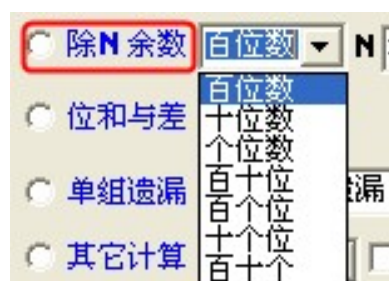 除N 余数 百位数 N
百位数
位和与差 十位数
个位数
单组遗漏 百十位 遗漏
百个位
其它计算 十个位
百十个